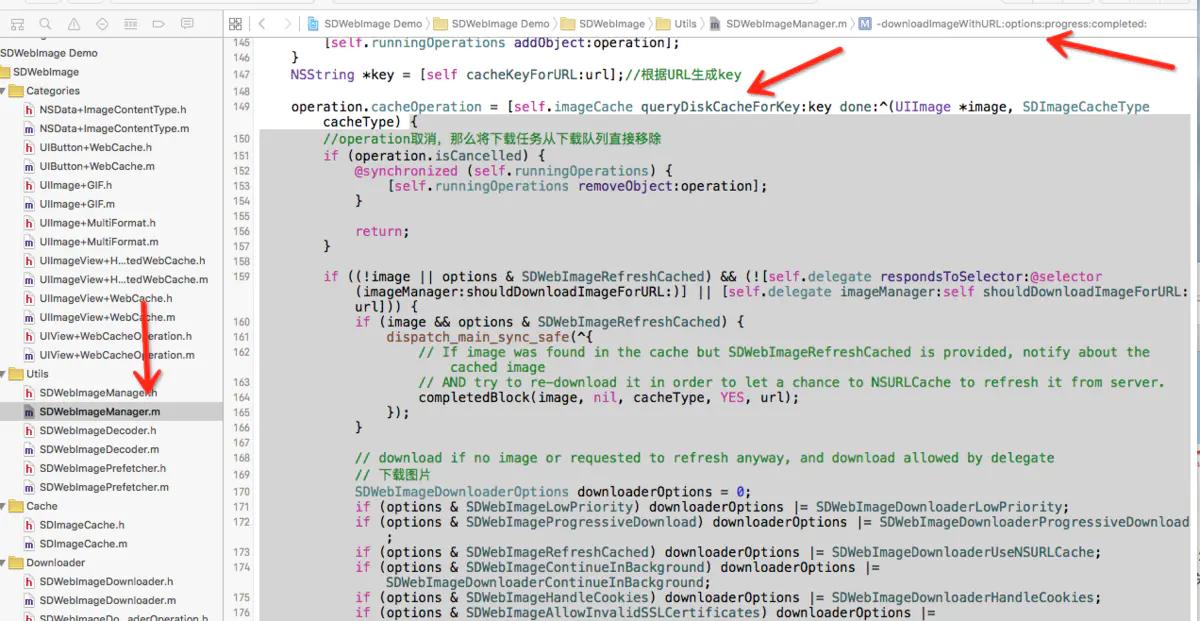 SDWebImage Demo SDWebImage Demo SDWebImage Utils SDWebImageManager.m M -downloadImageWithURL:options:progress:completed:
SDWebImage Demo
SDWebImage
Categories
h NSData+ImageContentType.h
m NSData+ImageContentType.m
h UIButton+WebCache.h
m UIButton+WebCache.m
h UIImage+GIF.h
m UIImage+GIF.m
h UIImage+MultiFormat.h
m UIImage+MultiFormat.m
h UIImageView+H...tedWebCache.h
m UIImageView+H...tedWebCache.m
h UIImageView+WebCache.h
m UIImageView+WebCache.m
h UIView+WebCacheOperation.h
m UIView+WebCacheOperation.m
Utils
h SDWebImageManager.h
m SDWebImageManager.m
h SDWebImageDecoder.h
m SDWebImageDecoder.m
h SDWebImagePrefetcher.h
m SDWebImagePrefetcher.m
Cache
h SDImageCache.h
m SDImageCache.m
Downloader
h SDWebImageDownloader.h
m SDWebImageDownloader.m
h SDWebImageDo...aderOperation.h
145 [self.runningOperations addObject:operation];
146 }
147 NSString *key = [self cacheKeyForURL:url];//根据URL生成key
148
149 operation.cacheOperation = [self.imageCache queryDiskCacheForKey:key done:^(UIImage *image, SDImageCacheType
cacheType) {
150 //operation取消，那么将下载任务从下载队列直接移除
151 if (operation.isCancelled) {
152 @synchronized (self.runningOperations) {
153 [self.runningOperations removeObject:operation];
154 }
155
156 return;
157 }
158
159 if ((!image || options & SDWebImageRefreshCached) && (![self.delegate respondsToSelector:@selector
(imageManager:shouldDownloadImageForURL:)] || [self.delegate imageManager:self shouldDownloadImageForURL:
url])) {
160 if (image && options & SDWebImageRefreshCached) {
161 dispatch_main_sync_safe(^{
162 // If image was found in the cache but SDWebImageRefreshCached is provided, notify about the
cached image
163 // AND try to re-download it in order to let a chance to NSURLCache to refresh it from server.
164 completedBlock(image, nil, cacheType, YES, url);
165 });
166 }
167
168 // download if no image or requested to refresh anyway, and download allowed by delegate
169 // 下载图片
170 SDWebImageDownloaderOptions downloaderOptions = 0;
171 if (options & SDWebImageLowPriority) downloaderOptions |= SDWebImageDownloaderLowPriority;
172 if (options & SDWebImageProgressiveDownload) downloaderOptions |= SDWebImageDownloaderProgressiveDownload
;
173 if (options & SDWebImageRefreshCached) downloaderOptions |= SDWebImageDownloaderUseNSURLCache;
174 if (options & SDWebImageContinueInBackground) downloaderOptions |=
SDWebImageDownloaderContinueInBackground;
175 if (options & SDWebImageHandleCookies) downloaderOptions |= SDWebImageDownloaderHandleCookies;
176 if (options & SDWebImageAllowInvalidSSLCertificates) downloaderOptions |=